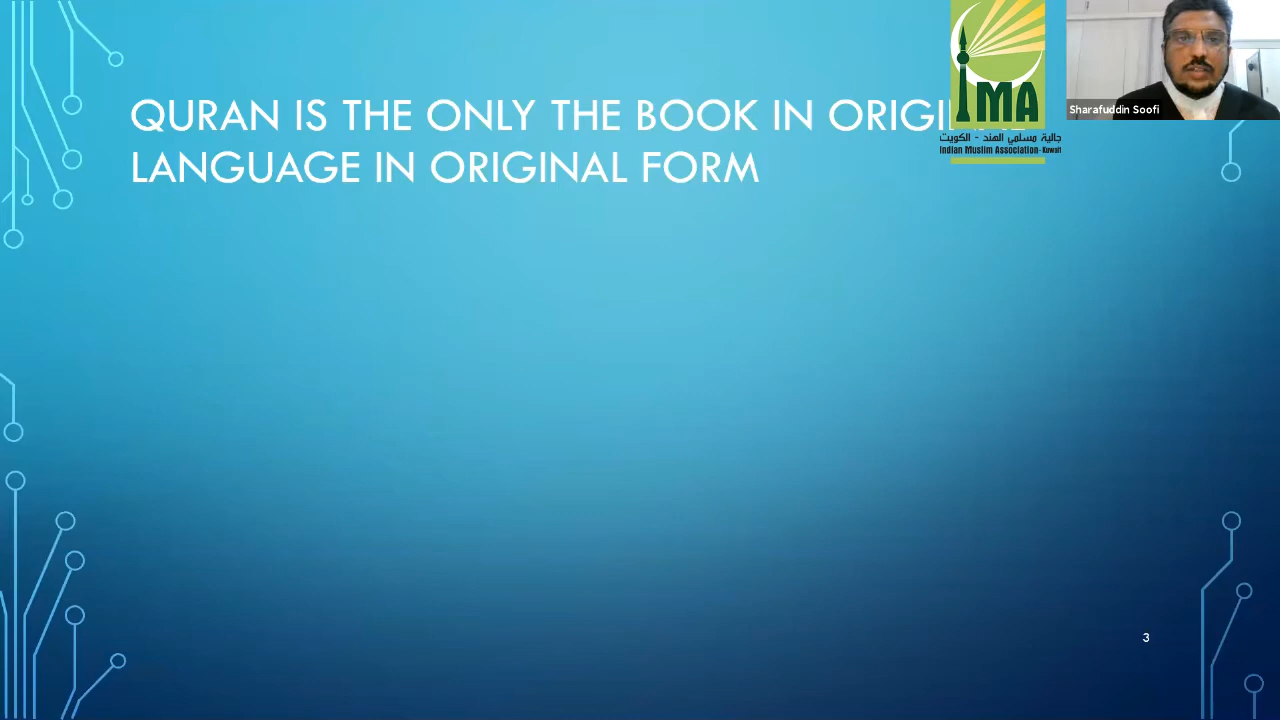 QURAN IS THE ONLY THE BOOK IN
LANGUAGE IN ORIGINAL FORM
IMA
جالية مسلمي الهند - الكويت
Indian Muslim Association-Kuwait
Sharafuddin Soofi
3